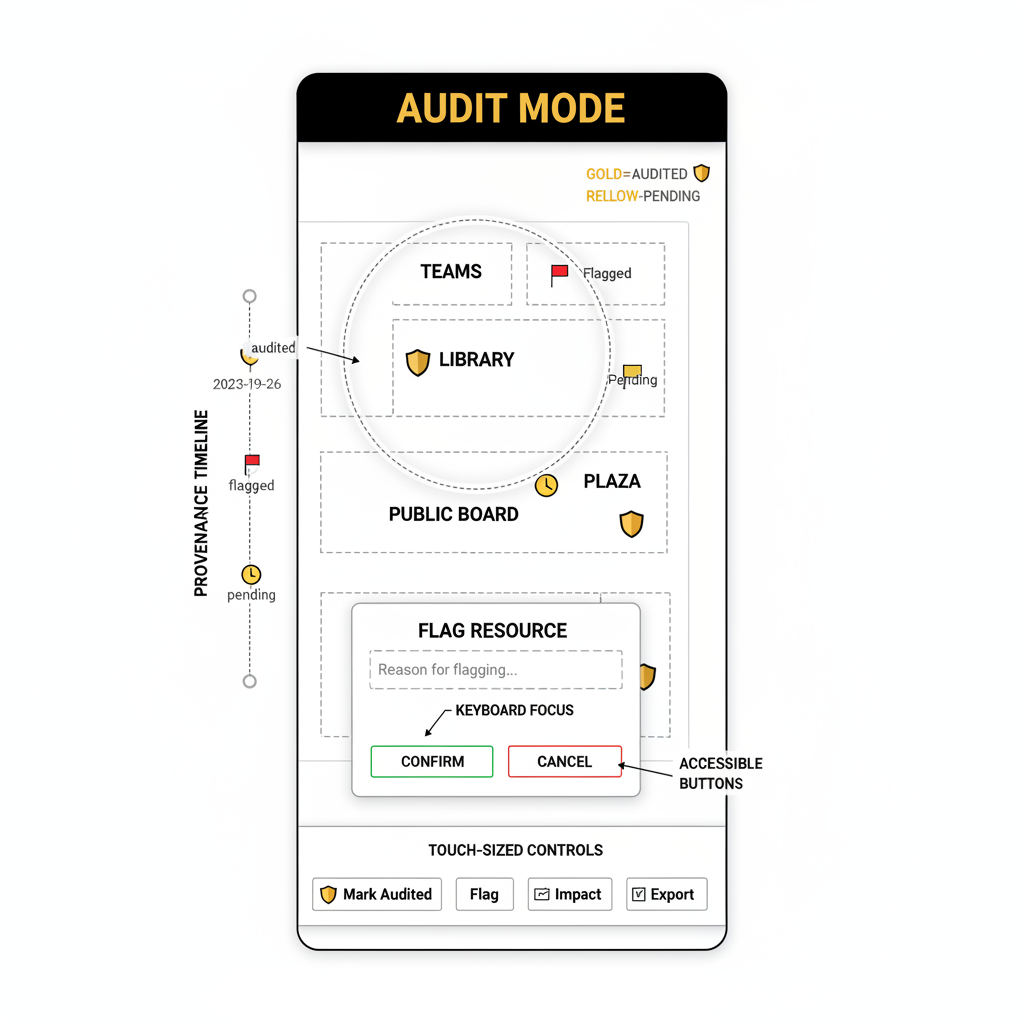 AUDIT MODE
GOLD=AUDITED
RELLOW-PENDING
TEAMS
Flagged
LIBRARY
Pending
audited
2023-19-26
PROVENANCE TIMELINE
flagged
pending
PLAZA
PUBLIC BOARD
FLAG RESOURCE
Reason for flagging...
KEYBOARD FOCUS
CONFIRM
CANCEL
ACCESSIBLE
BUTTONS
TOUCH-SIZED CONTROLS
Mark Audited
Flag
Impact
Export